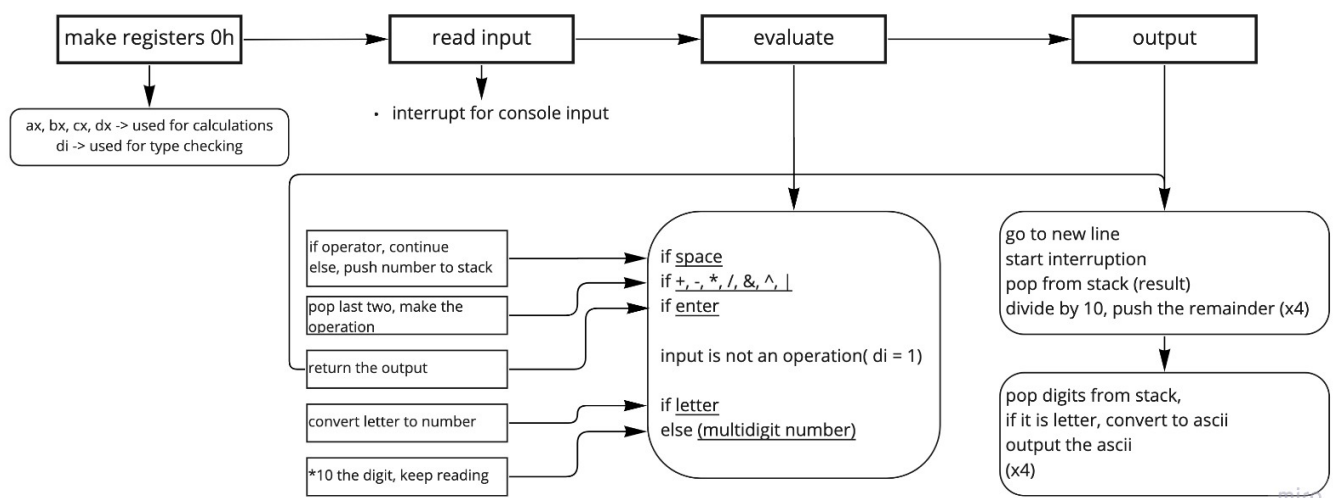 make registers 0h
read input
evaluate
output
ax, bx, cx, dx -> used for calculations
di -> used for type checking
· interrupt for console input
if operator, continue
else, push number to stack
pop last two, make the
operation
return the output
convert letter to number
*10 the digit, keep reading
if space
if +, -, *, /, &, ^, |
if enter
input is not an operation( di = 1)
if letter
else (multidigit number)
go to new line
start interruption
pop from stack (result)
divide by 10, push the remainder (x4)
pop digits from stack,
if it is letter, convert to ascii
output the ascii
(x4)
miro